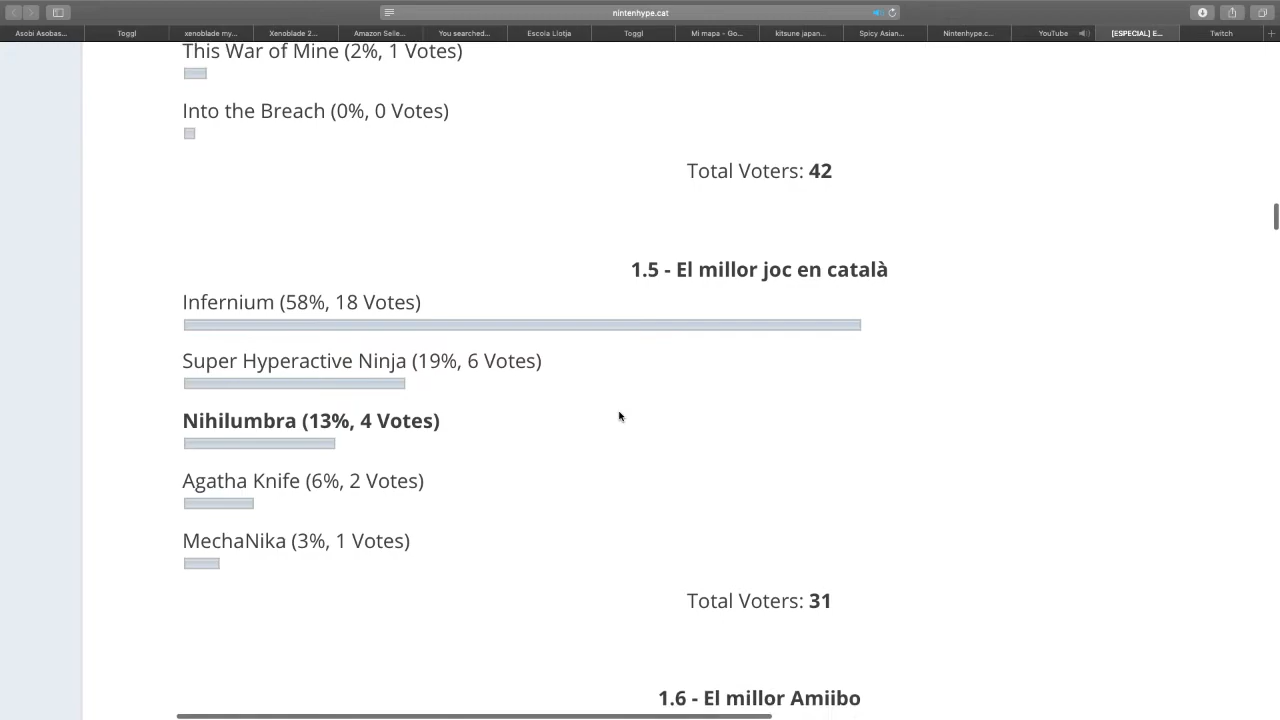 nintenhype.cat
Asobi Asobas...
Toggl
xenoblade my...
Xenoblade 2...
Amazon Selle...
You searched...
Escola Llotja
Toggl
Mi mapa - Go...
kitsune japan...
Spicy Asian...
Nintenhype.c...
YouTube
[ESPECIAL] E...
Twitch
This War of Mine (2%, 1 Votes)
Into the Breach (0%, 0 Votes)
Total Voters: 42
1.5 - El millor joc en català
Infernium (58%, 18 Votes)
Super Hyperactive Ninja (19%, 6 Votes)
Nihilumbra (13%, 4 Votes)
Agatha Knife (6%, 2 Votes)
MechaNika (3%, 1 Votes)
Total Voters: 31
1.6 - El millor Amiibo